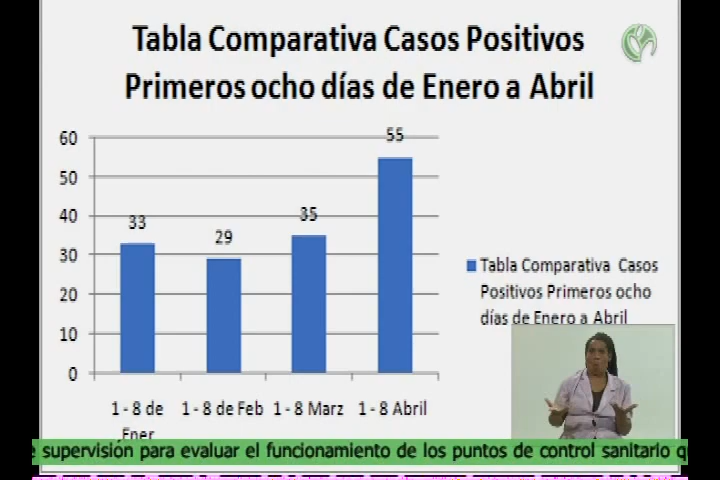 Tabla Comparativa Casos Positivos
Primeros ocho días de Enero a Abril
60
50
40
30
20
10
0
33
29
35
55
1 - 8 de Ener
1 - 8 de Feb
1 - 8 Marz
1 - 8 Abril
Tabla Comparativa Casos
Positivos Primeros ocho
días de Enero a Abril
supervisión para evaluar el funcionamiento de los puntos de control sanitario